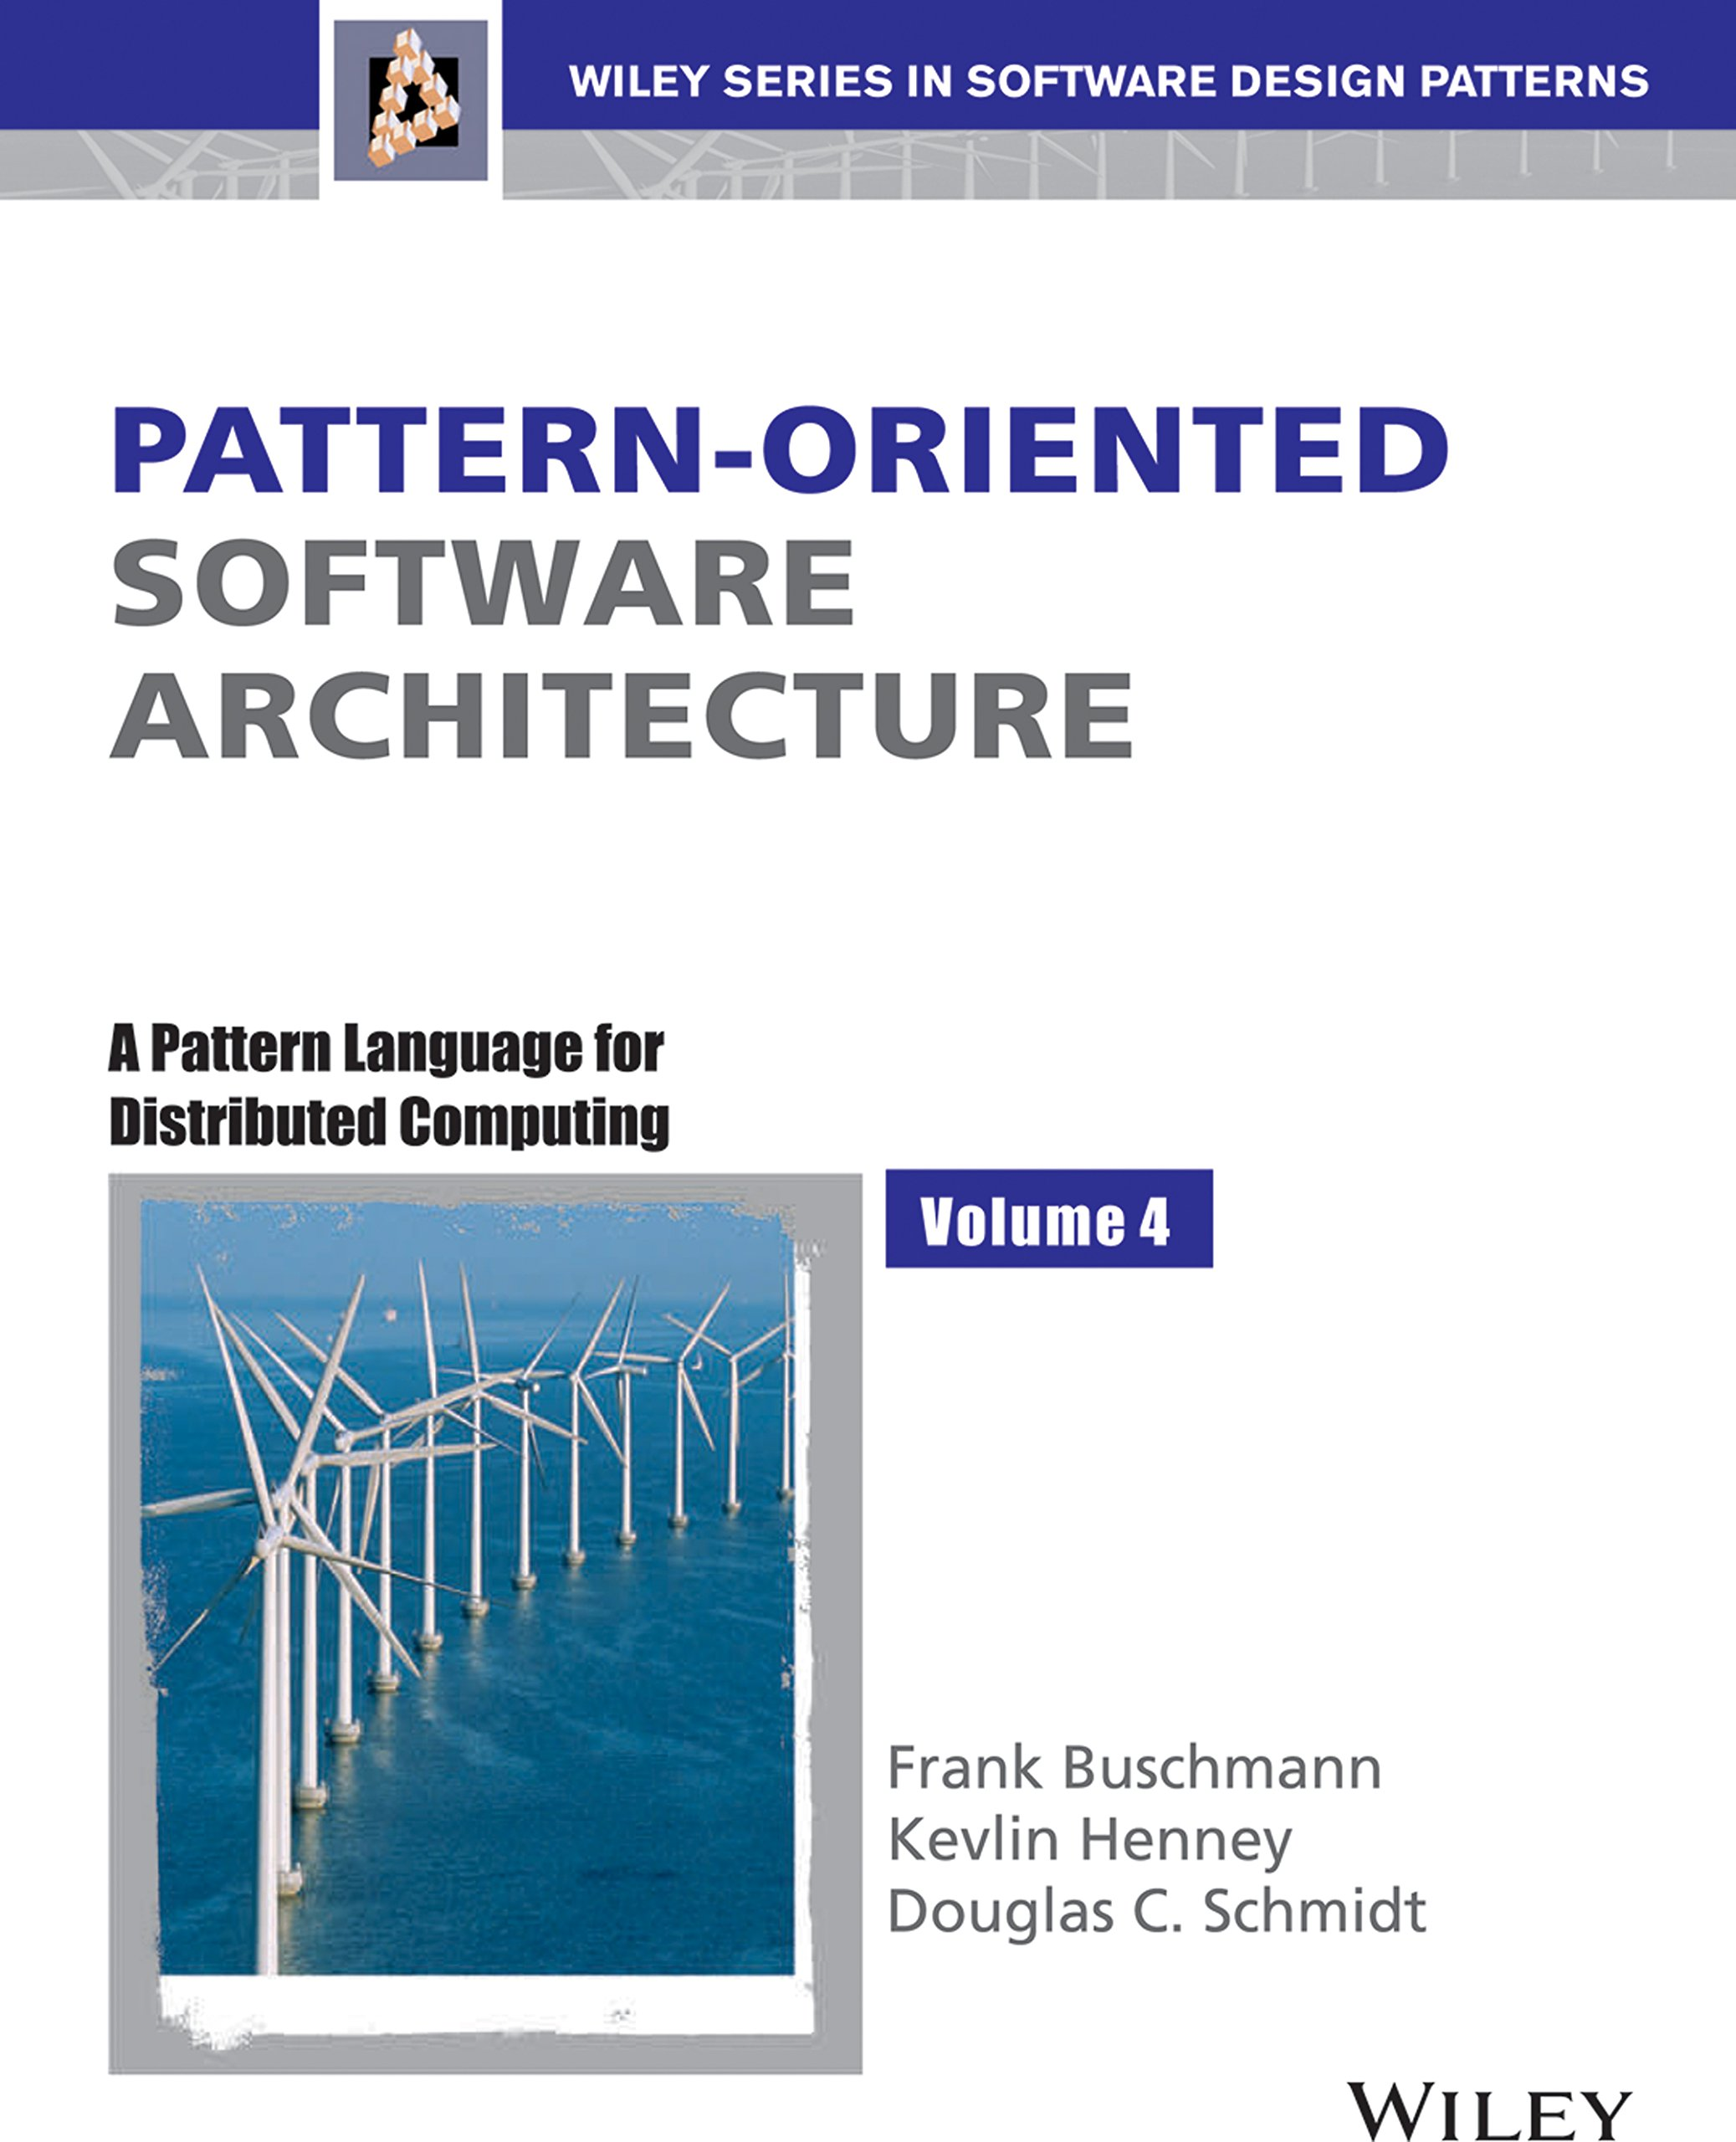 WILEY SERIES IN SOFTWARE DESIGN PATTERNS
PATTERN-ORIENTED
SOFTWARE
ARCHITECTURE
A Pattern Language for
Distributed Computing
Volume 4
Frank Buschmann
Kevlin Henney
Douglas C. Schmidt
WILEY